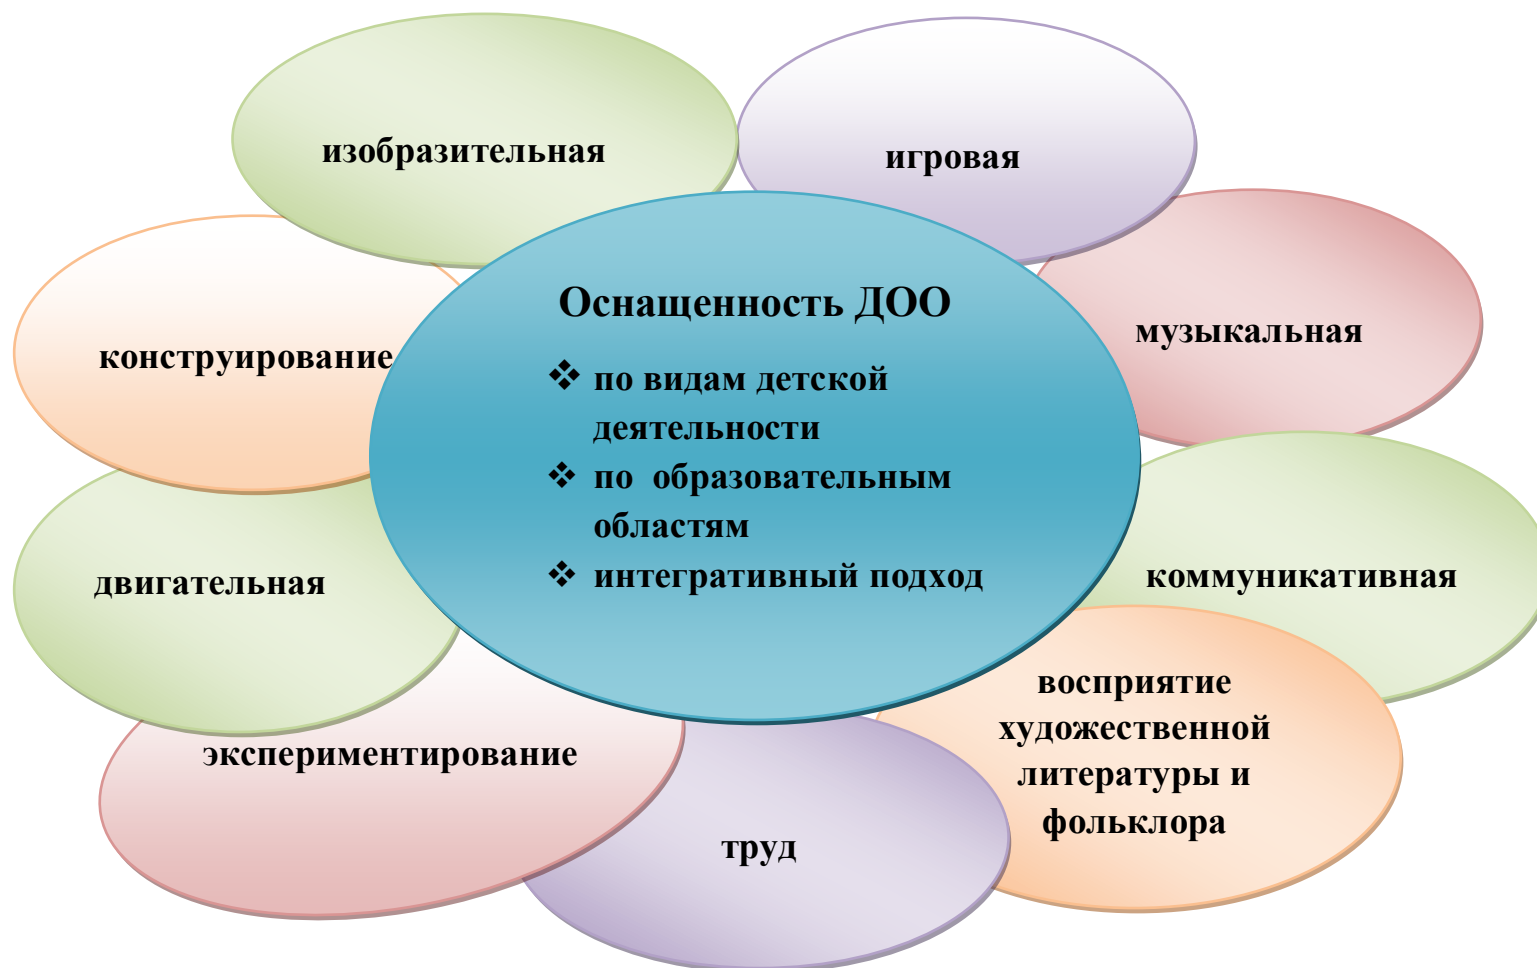 изобразительная
игровая
Оснащенность ДОО
музыкальная
конструирование
❖ по видам детской
деятельности
❖ по образовательным
областям
❖ интегративный подход
двигательная
коммуникативная
восприятие
художественной
литературы и
фольклора
экспериментирование
труд